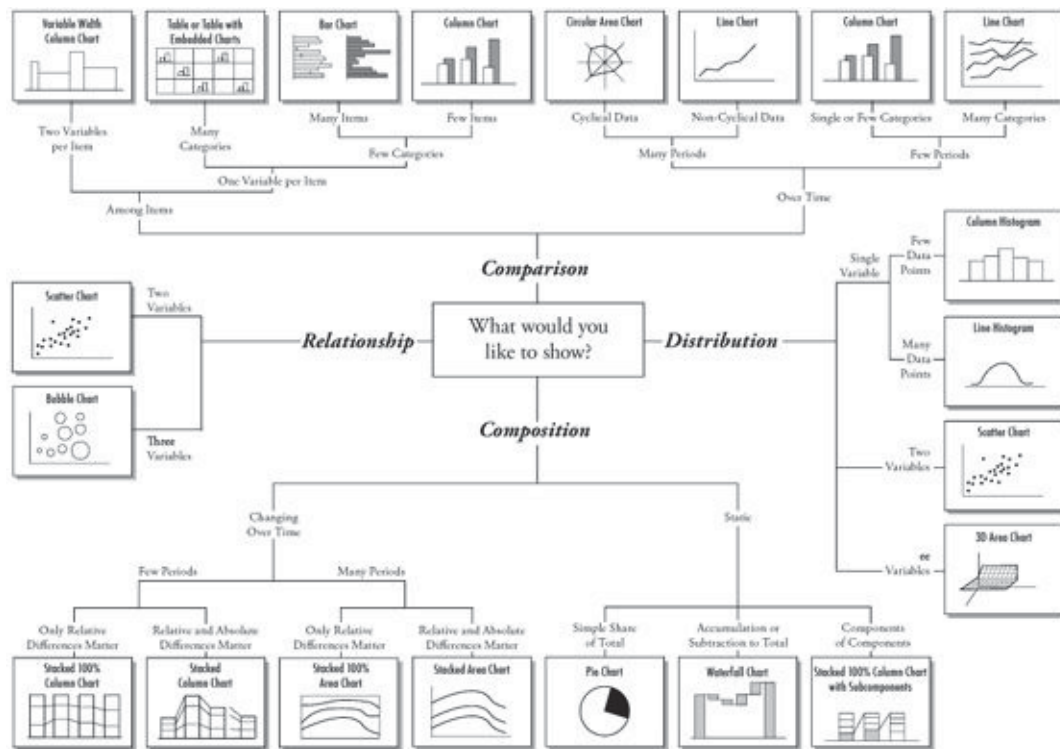 Variable Width
Column Chart
Table or Table with
Embedded Charts
Bar Chart
Column Chart
Circular Area Chart
Line Chart
Column Chart
Line Chart
Two Variables
per Item
Many
Categories
Many Items
Few Items
Cyclical Data
Non-Cyclical Data
Single or Few Categories
Many Categories
Few Categories
Many Periods
Few Periods
One Variable per Item
Over Time
Among Items
Comparison
What would you
like to show?
Relationship
Two
Variables
Scatter Chart
Bubble Chart
Three
Variables
Distribution
Single
Variable
Few
Data
Points
Column Histogram
Many
Data
Points
Line Histogram
Two
Variables
Scatter Chart
ee
Variables
3D Area Chart
Composition
Changing
Over Time
Static
Few Periods
Many Periods
Only Relative
Differences Matter
Relative and Absolute
Differences Matter
Only Relative
Differences Matter
Relative and Absolute
Differences Matter
Simple Share
of Total
Accumulation or
Subtraction to Total
Components
of Components
Stacked 100%
Column Chart
Stacked
Column Chart
Stacked 100%
Area Chart
Stacked Area Chart
Pie Chart
Waterfall Chart
Stacked 100% Column Chart
with Subcomponents